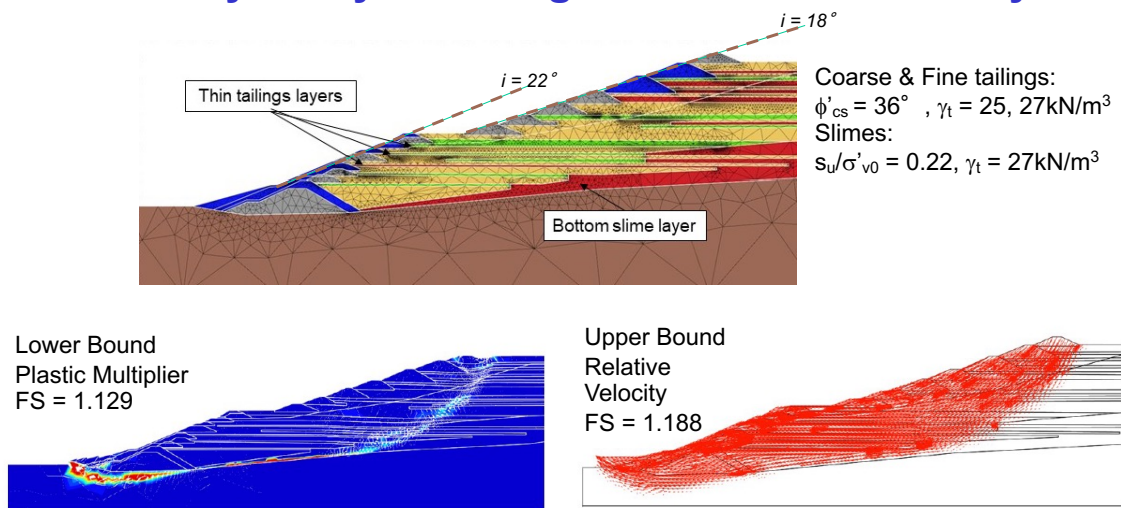 i = 18°
i = 22°
Thin tailings layers
Bottom slime layer
Coarse & Fine tailings:
ϕ'cs = 36° , γt = 25, 27kN/m³
Slimes:
su/σ'v0 = 0.22, γt = 27kN/m³
Lower Bound
Plastic Multiplier
FS = 1.129
Upper Bound
Relative
Velocity
FS = 1.188